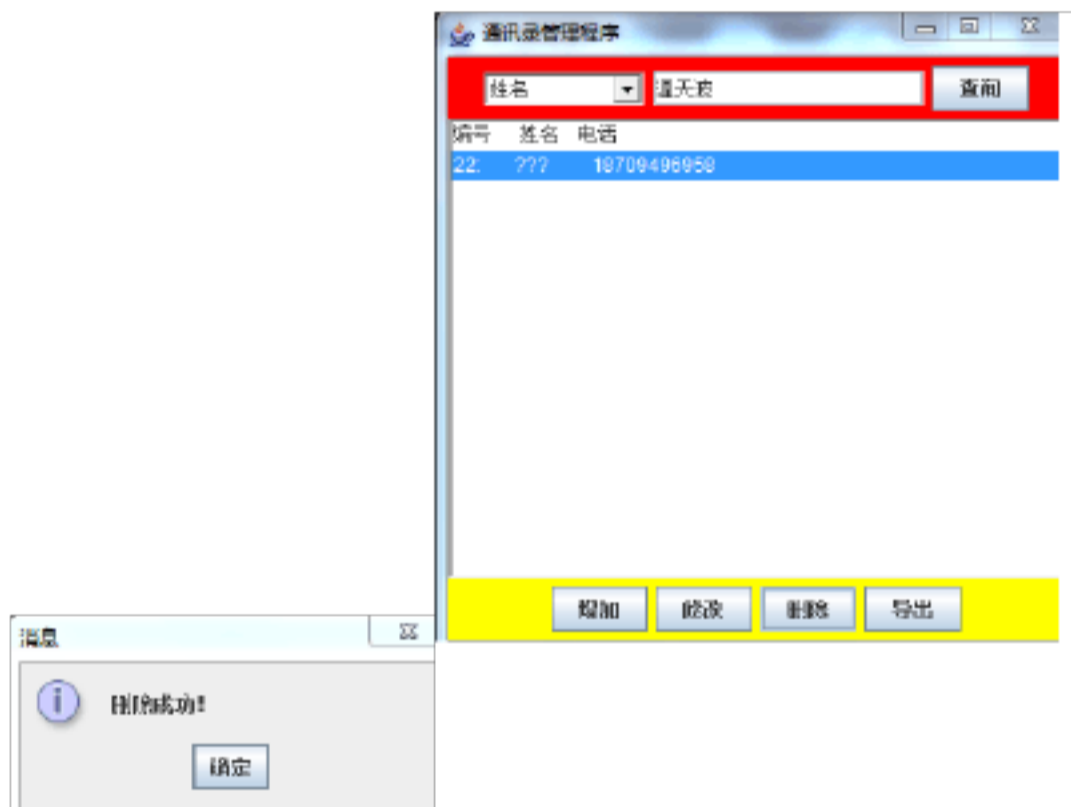 通讯录管理程序
姓名 温天波 查询
编号 姓名 电话
22: ??? 18709496958
增加 修改 删除 导出
消息
删除成功!
确定